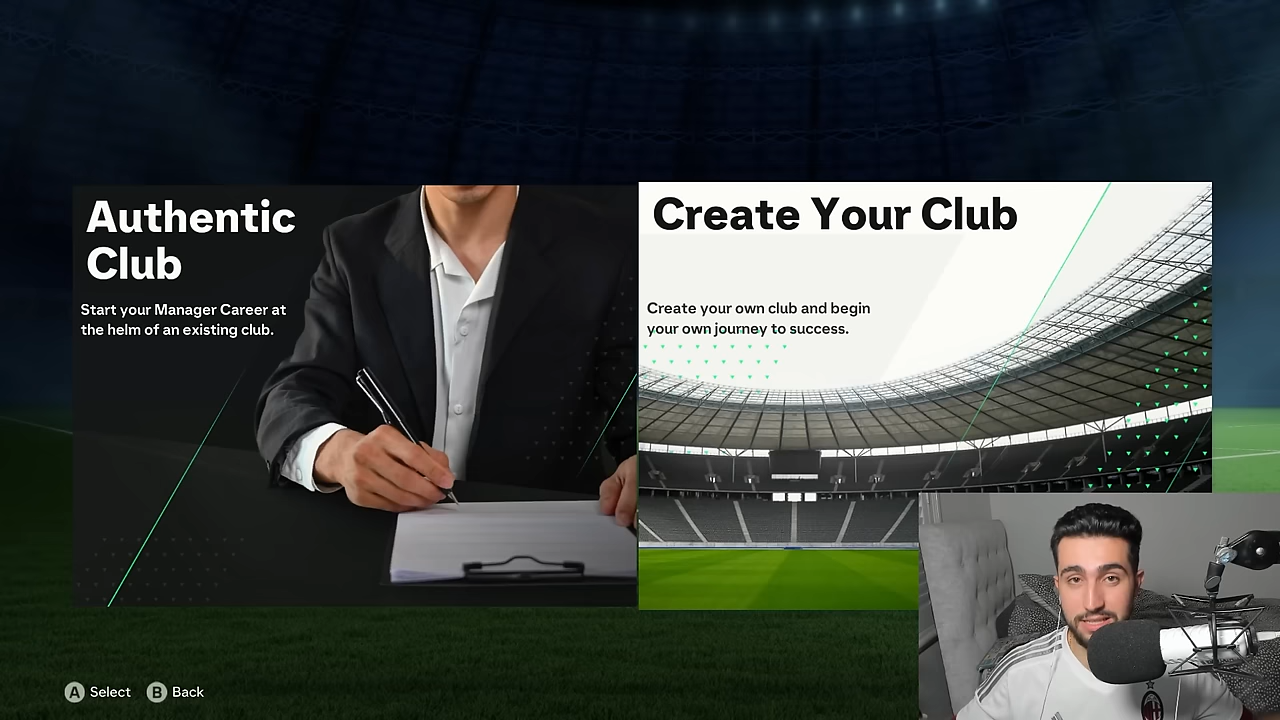 Authentic
Club
Start your Manager Career at
the helm of an existing club.
Create Your Club
Create your own club and begin
your own journey to success.
A Select B Back